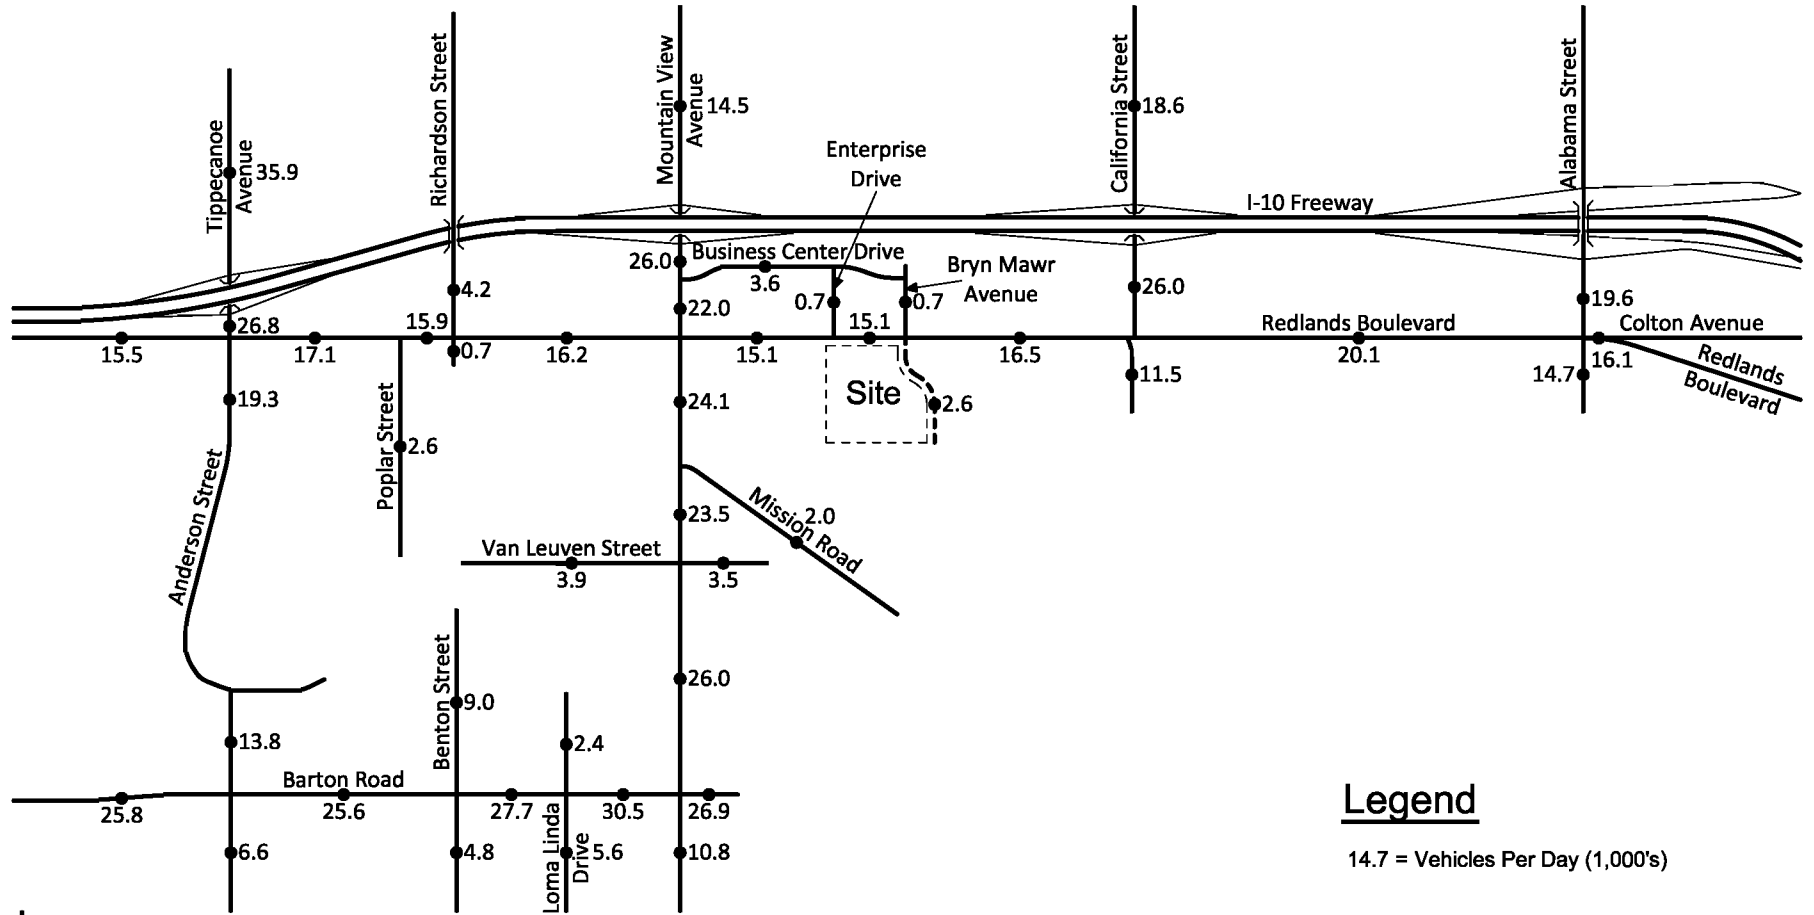 Tippecanoe
Avenue
35.9
Richardson Street
Mountain View
Avenue
14.5
Enterprise
Drive
California Street
18.6
Alabama Street
I-10 Freeway
Business Center Drive
26.0
3.6
Bryn Mawr
Avenue
4.2
22.0
0.7
0.7
26.0
19.6
26.8
15.9
15.1
Redlands Boulevard
Colton Avenue
15.5
17.1
0.7
16.2
15.1
16.5
20.1
16.1
Redlands
Boulevard
19.3
24.1
Site
2.6
11.5
14.7
Poplar Street
2.6
Anderson Street
23.5
Mission Road
2.0
Van Leuven Street
3.9
3.5
Benton Street
9.0
26.0
13.8
2.4
Barton Road
25.8
25.6
27.7
30.5
26.9
Loma Linda
Drive
6.6
4.8
5.6
10.8
Legend
14.7 = Vehicles Per Day (1,000's)